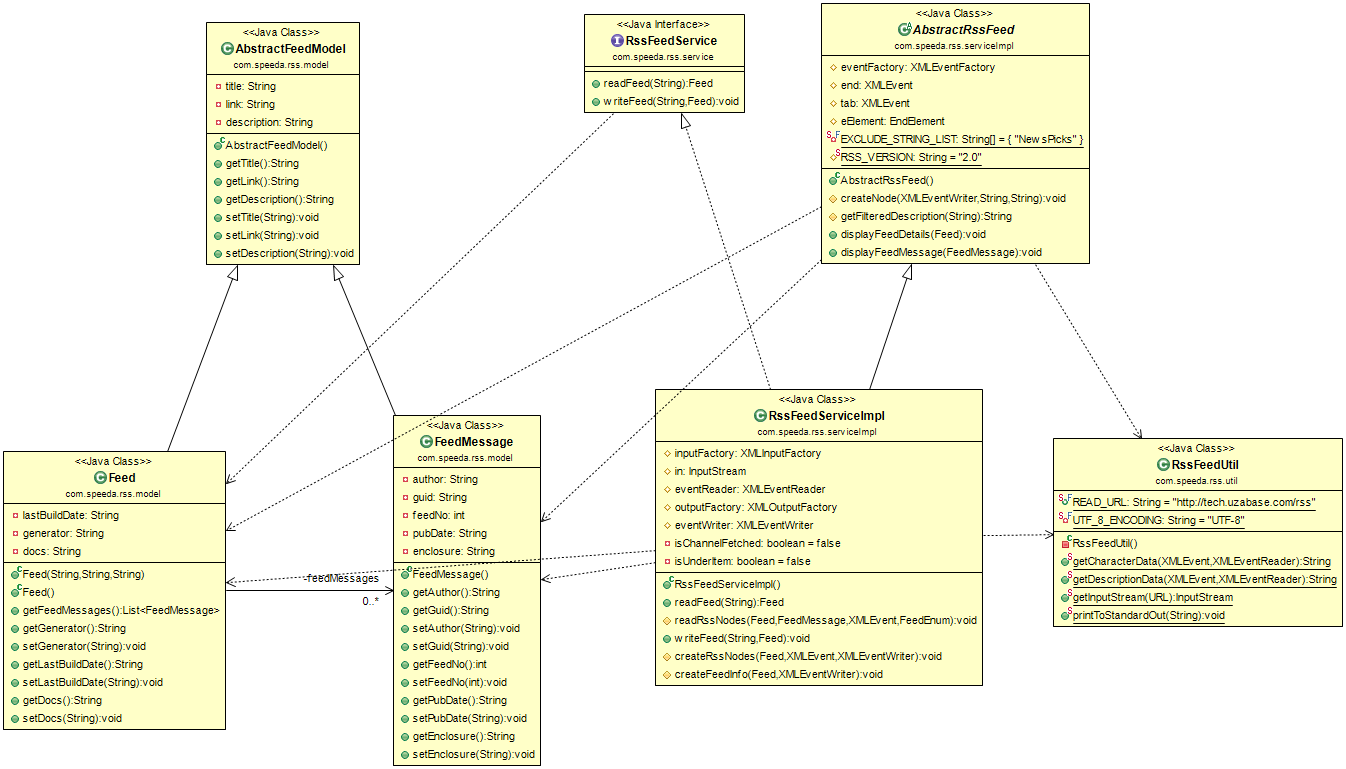 <<Java Class>>
AbstractFeedModel
com.speeda.rss.model
title: String
link: String
description: String
AbstractFeedModel()
getTitle():String
getLink():String
getDescription():String
setTitle(String):void
setLink(String):void
setDescription(String):void
<<Java Interface>>
RssFeedService
com.speeda.rss.service
readFeed(String):Feed
writeFeed(String,Feed):void
<<Java Class>>
AbstractRssFeed
com.speeda.rss.serviceImpl
eventFactory: XMLEventFactory
end: XMLEvent
tab: XMLEvent
eElement: EndElement
EXCLUDE_STRING_LIST: String[] = { "NewsPicks" }
RSS_VERSION: String = "2.0"
AbstractRssFeed()
createNode(XMLEventWriter,String,String):void
getFilteredDescription(String):String
displayFeedDetails(Feed):void
displayFeedMessage(FeedMessage):void
<<Java Class>>
Feed
com.speeda.rss.model
lastBuildDate: String
generator: String
docs: String
Feed(String,String,String)
Feed()
getFeedMessages():List<FeedMessage>
getGenerator():String
setGenerator(String):void
getLastBuildDate():String
setLastBuildDate(String):void
getDocs():String
setDocs(String):void
-feedMessages
0..*
<<Java Class>>
FeedMessage
com.speeda.rss.model
author: String
guid: String
feedNo: int
pubDate: String
enclosure: String
FeedMessage()
getAuthor():String
getGuid():String
setAuthor(String):void
setGuid(String):void
getFeedNo():int
setFeedNo(int):void
getPubDate():String
setPubDate(String):void
getEnclosure():String
setEnclosure(String):void
<<Java Class>>
RssFeedServiceImpl
com.speeda.rss.serviceImpl
inputFactory: XMLInputFactory
in: InputStream
eventReader: XMLEventReader
outputFactory: XMLOutputFactory
eventWriter: XMLEventWriter
isChannelFetched: boolean = false
isUnderItem: boolean = false
RssFeedServiceImpl()
readFeed(String):Feed
readRssNodes(Feed,FeedMessage,XMLEvent,FeedEnum):void
writeFeed(String,Feed):void
createRssNodes(Feed,XMLEvent,XMLEventWriter):void
createFeedInfo(Feed,XMLEventWriter):void
<<Java Class>>
RssFeedUtil
com.speeda.rss.util
READ_URL: String = "http://tech.uzabase.com/rss"
UTF_8_ENCODING: String = "UTF-8"
RssFeedUtil()
getCharacterData(XMLEvent,XMLEventReader):String
getDescriptionData(XMLEvent,XMLEventReader):String
getInputStream(URL):InputStream
printToStandardOut(String):void